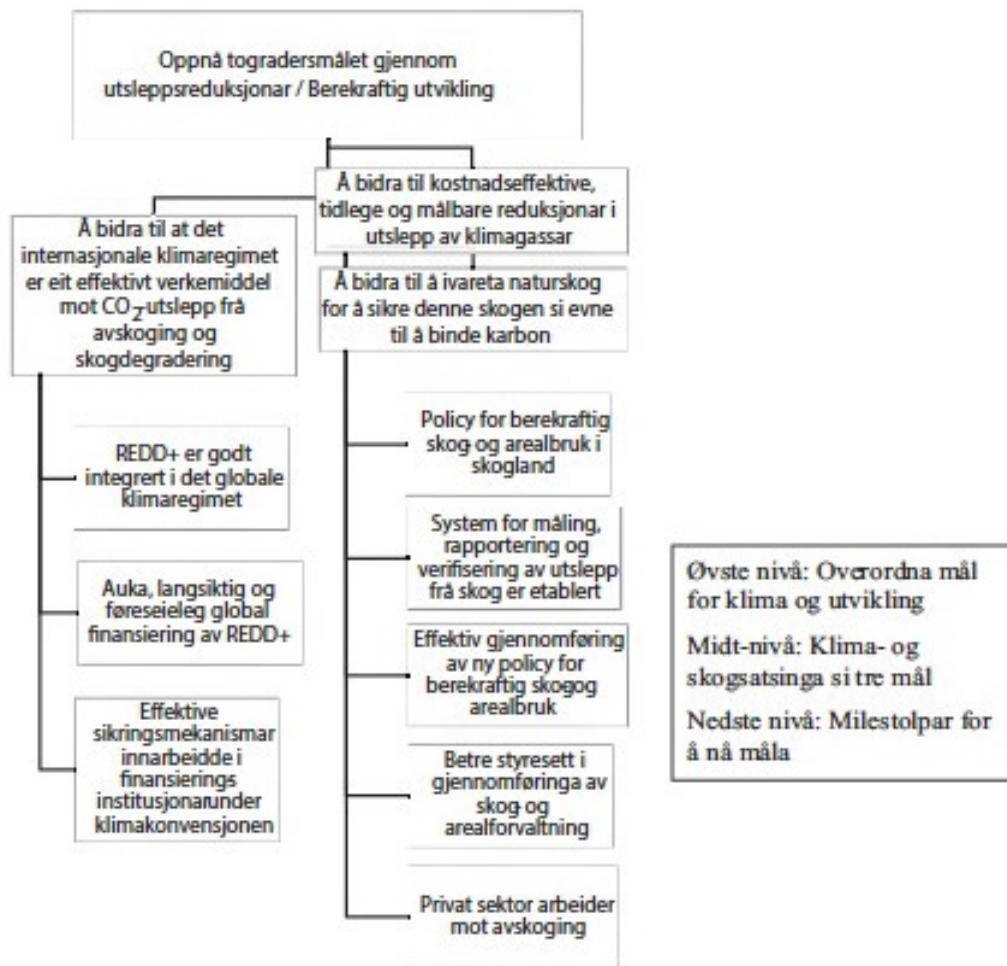 Oppnå togradersmålet gjennom
utsleppsreduksjonar / Berekraftig utvikling
Å bidra til kostnadseffektive,
tidlege og målbare reduksjonar i
utslepp av klimagassar
Å bidra til at det
internasjonale klimaregimet
er eit effektivt verkemiddel
mot CO2-utslepp frå
avskoging og
skogdegradering
Å bidra til å ivareta naturskog
for å sikre denne skogen si evne
til å binde karbon
REDD+ er godt
integrert i det globale
klimaregimet
Auka, langsiktig og
føreseieleg global
finansiering av REDD+
Effektive
sikringsmekanismar
innarbeidde i
finansierings
institusjonarunder
klimakonvensjonen
Policy for berekraftig
skog-og arealbruk i
skogland
System for måling,
rapportering og
verifisering av utslepp
frå skog er etablert
Effektiv gjennomføring
av ny policy for
berekraftig skogog
arealbruk
Betre styresett i
gjennomføringa av
skog-og
arealforvaltning
Privat sektor arbeider
mot avskoging
Øvste nivå: Overordna mål
for klima og utvikling
Midt-nivå: Klima- og
skogsatsinga si tre mål
Nedste nivå: Milestolpar for
å nå måla